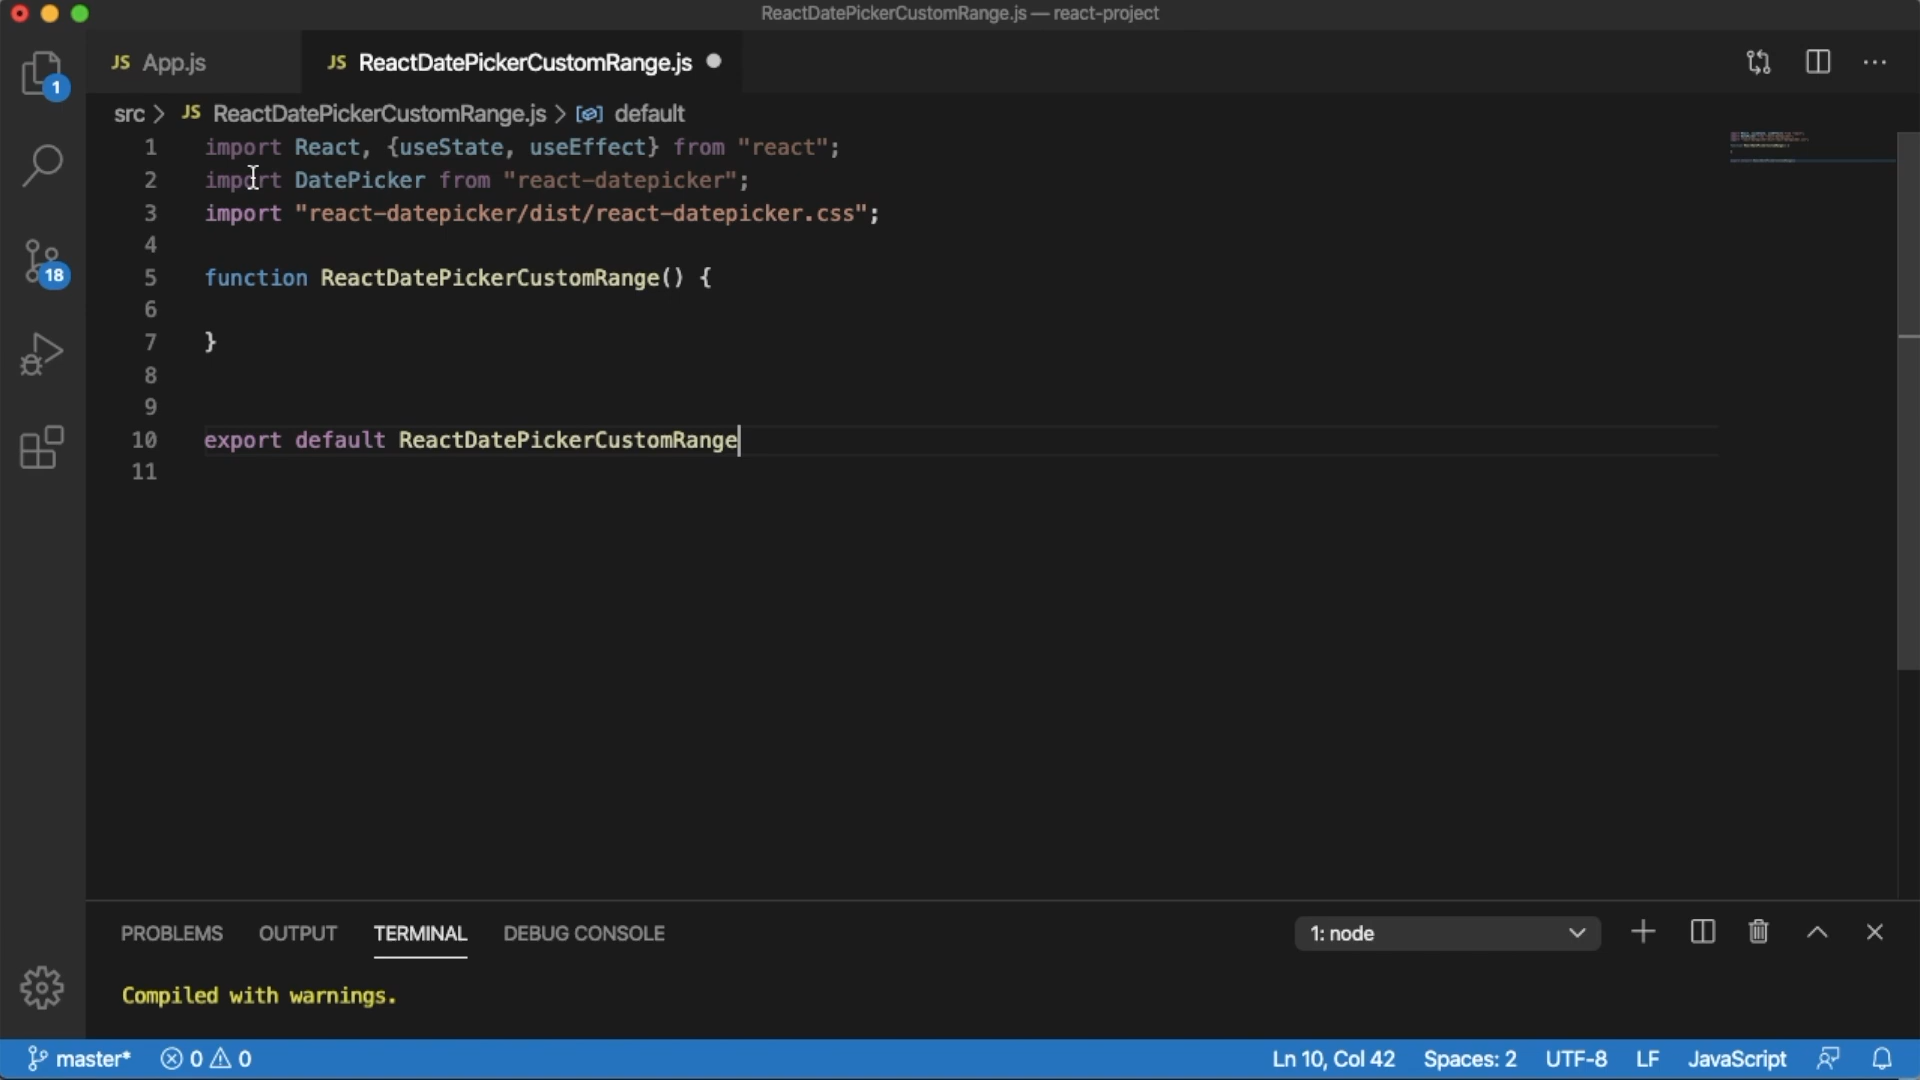 ReactDatePickerCustomRange.js — react-project
JS App.js JS ReactDatePickerCustomRange.js
src > JS ReactDatePickerCustomRange.js > default
1 import React, {useState, useEffect} from "react";
2 import DatePicker from "react-datepicker";
3 import "react-datepicker/dist/react-datepicker.css";
4
5 function ReactDatePickerCustomRange() {
6
7 }
8
9
10 export default ReactDatePickerCustomRange
11
1
18
PROBLEMS OUTPUT TERMINAL DEBUG CONSOLE 1: node
Compiled with warnings.
master* 0 0 Ln 10, Col 42 Spaces: 2 UTF-8 LF JavaScript